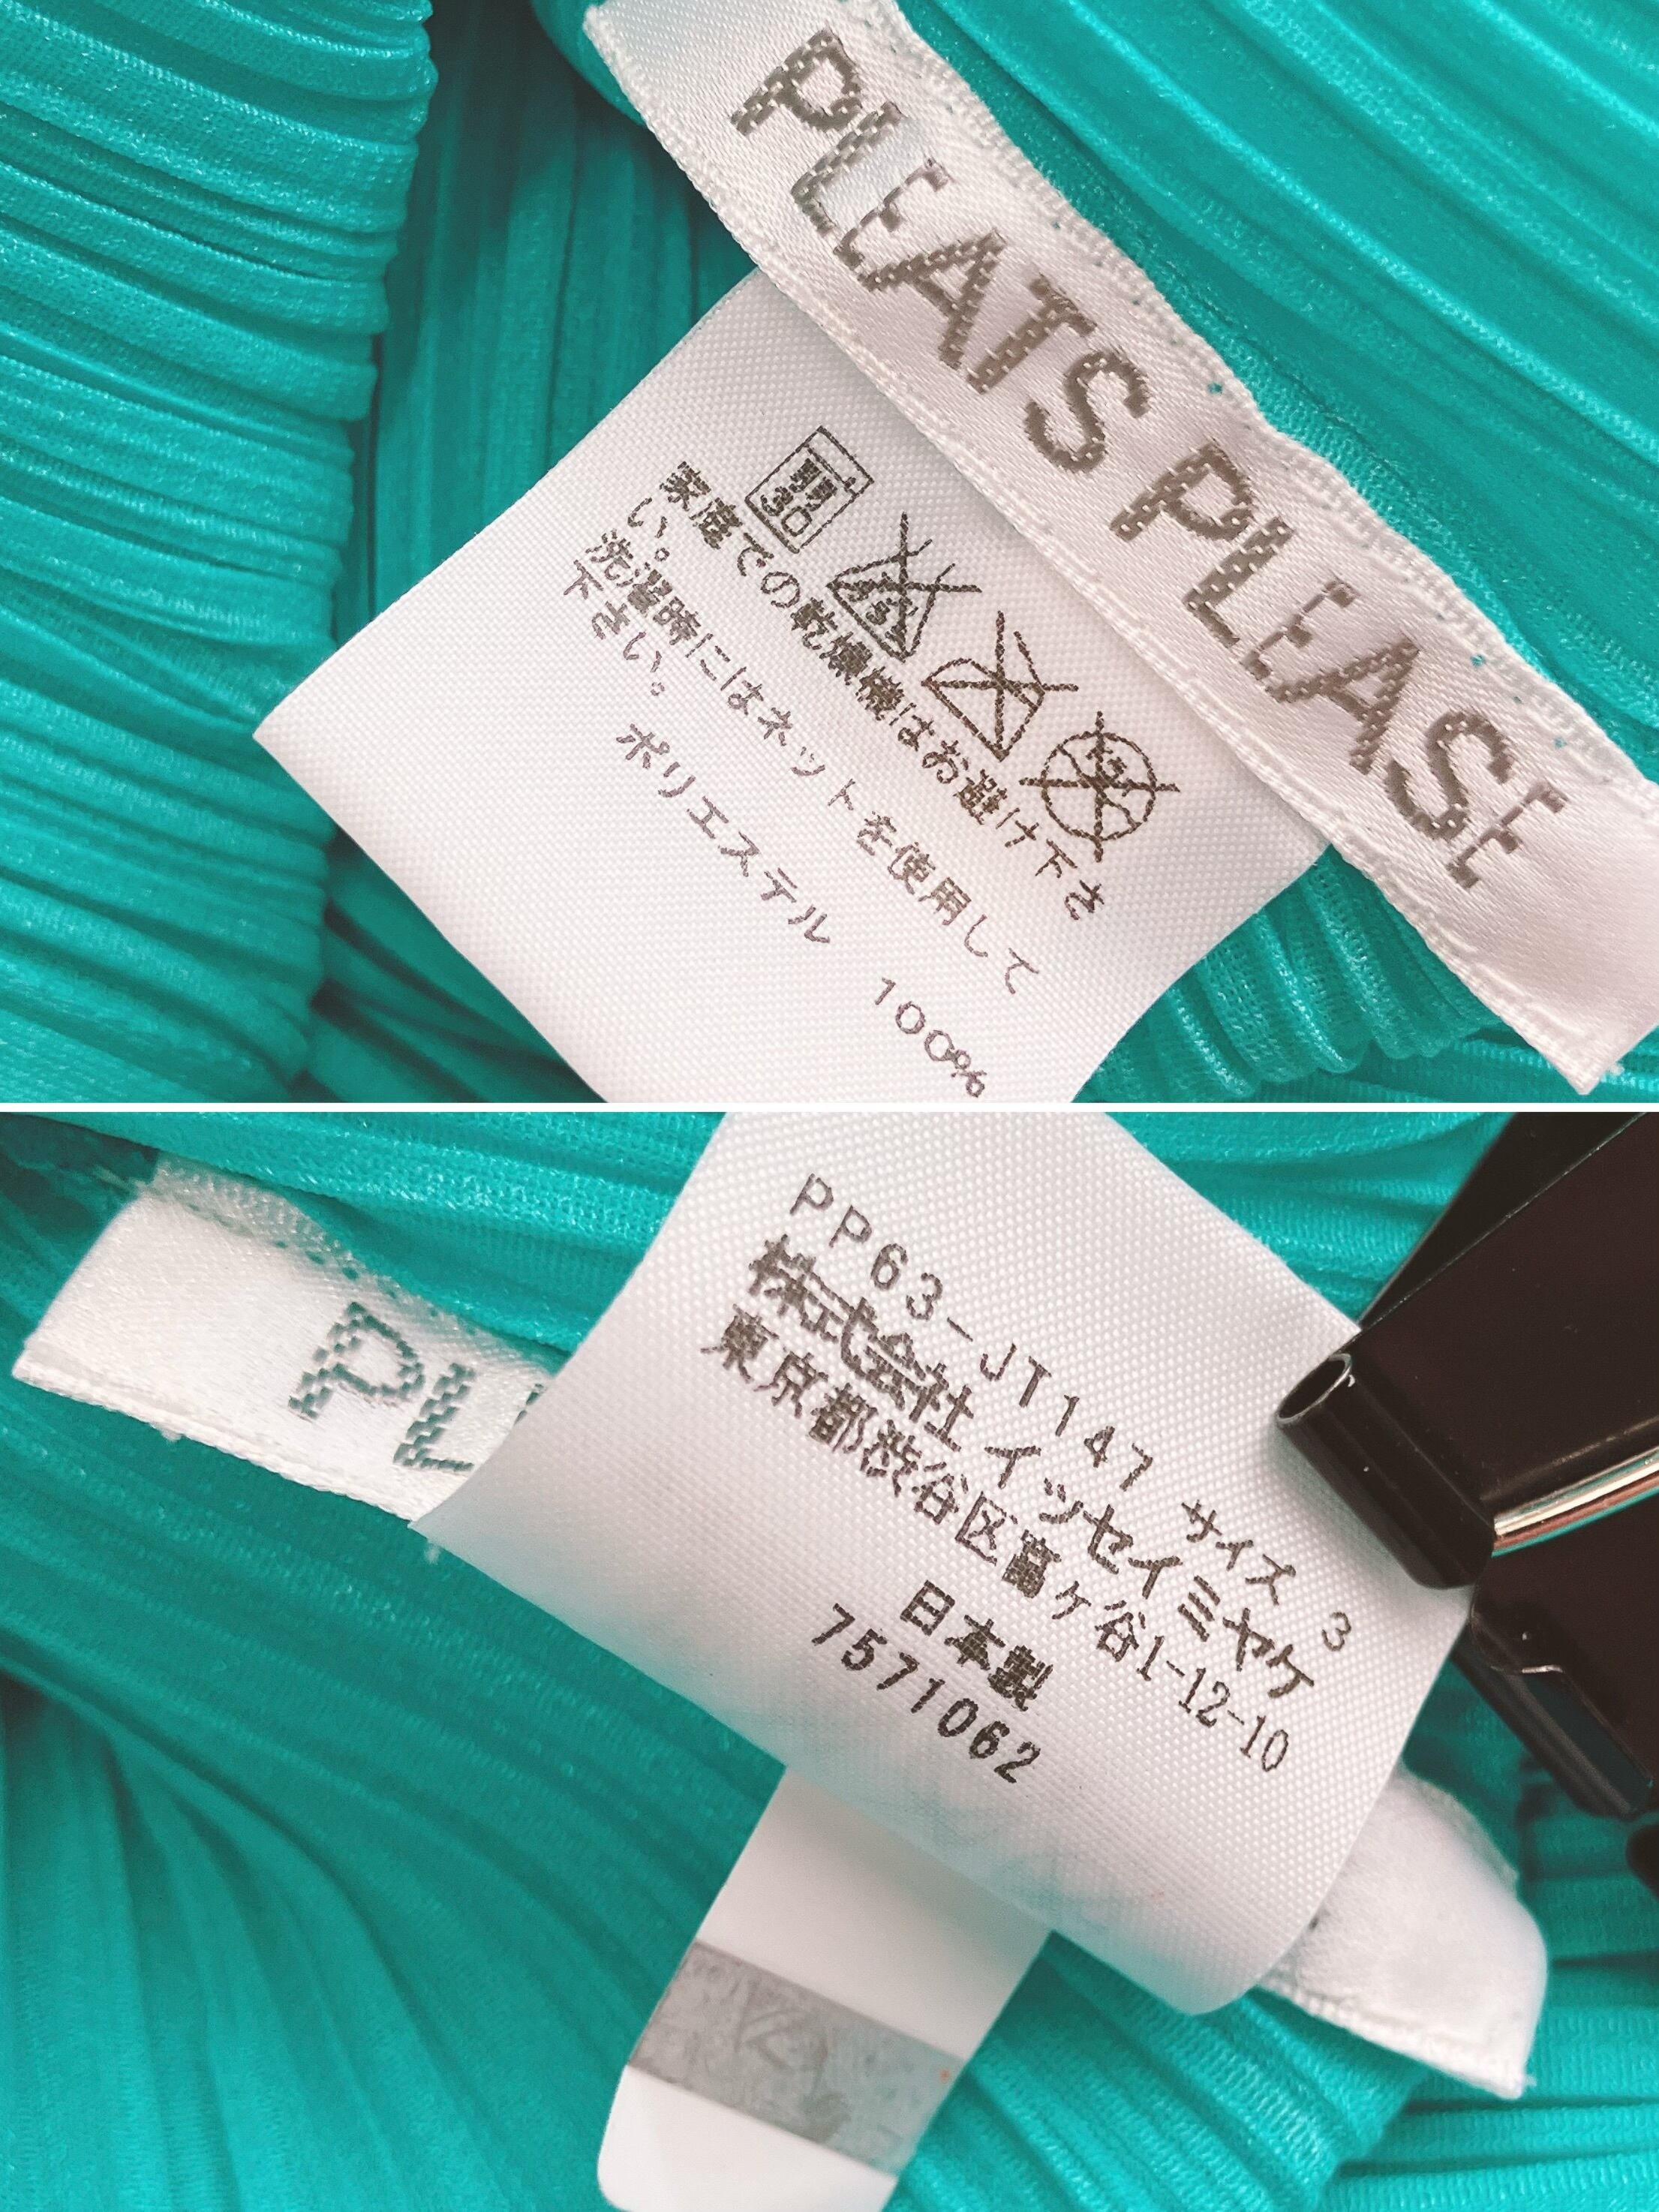 PLEATS PLEASE
30
家庭での乾燥機はお避け下さ
い。
洗濯時にはネットを使用して
下さい。
ポリエステル 100%
PP63-JT147 サイズ 3
株式会社 イッセイミヤケ
東京都渋谷区富ヶ谷1-12-10
日本製
7571062
PL